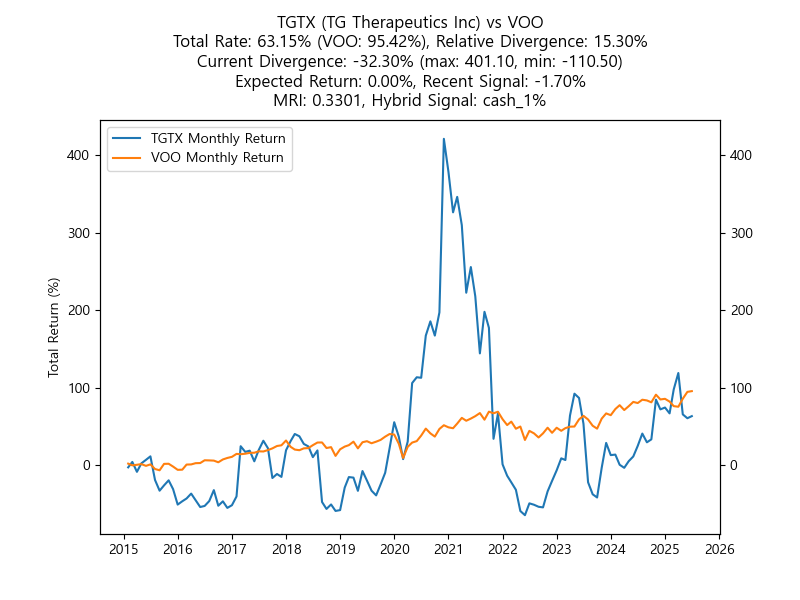 TGTX (TG Therapeutics Inc) vs VOO
Total Rate: 63.15% (VOO: 95.42%), Relative Divergence: 15.30%
Current Divergence: -32.30% (max: 401.10, min: -110.50)
Expected Return: 0.00%, Recent Signal: -1.70%
MRI: 0.3301, Hybrid Signal: cash_1%
TGTX Monthly Return
VOO Monthly Return
400
300
200
100
0
400
300
200
100
0
Total Return (%)
2015
2016
2017
2018
2019
2020
2021
2022
2023
2024
2025
2026